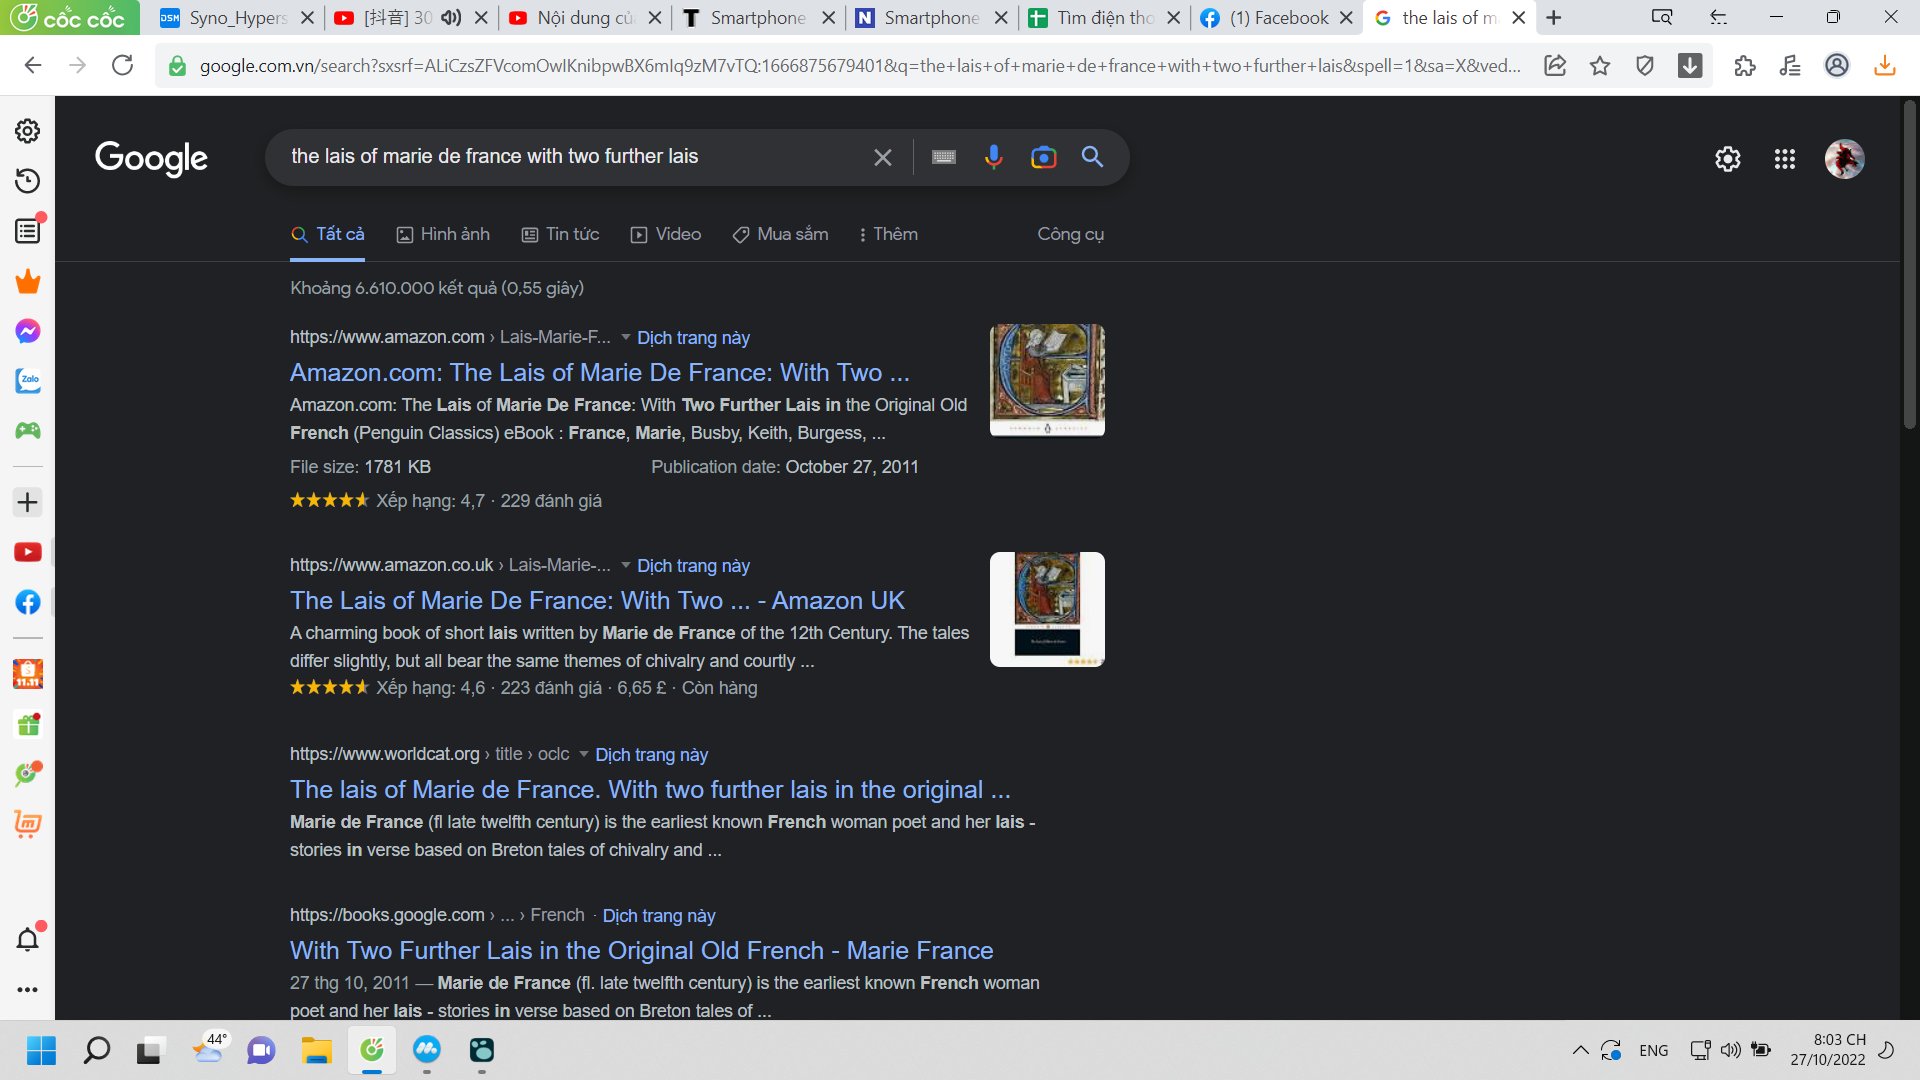 cốc cốc
DSM Syno_Hypers
[抖音] 30
Nội dung củ
T Smartphone
N Smartphone
Tìm điện tho
(1) Facebook
the lais of m
google.com.vn/search?sxsrf=ALiCzsZFVcomOwIKnibpwBX6mIq9zM7vTQ:1666875679401&q=the+lais+of+marie+de+france+with+two+further+lais&spell=1&sa=X&ved...
Google
the lais of marie de france with two further lais
Tất cả
Hình ảnh
Tin tức
Video
Mua sắm
Thêm
Công cụ
Khoảng 6.610.000 kết quả (0,55 giây)
https://www.amazon.com › Lais-Marie-F... Dịch trang này
Amazon.com: The Lais of Marie De France: With Two ...
Amazon.com: The Lais of Marie De France: With Two Further Lais in the Original Old
French (Penguin Classics) eBook : France, Marie, Busby, Keith, Burgess, ...
File size: 1781 KB Publication date: October 27, 2011
Xếp hạng: 4,7 · 229 đánh giá
https://www.amazon.co.uk › Lais-Marie-... Dịch trang này
The Lais of Marie De France: With Two ... - Amazon UK
A charming book of short lais written by Marie de France of the 12th Century. The tales
differ slightly, but all bear the same themes of chivalry and courtly ...
Xếp hạng: 4,6 · 223 đánh giá · 6,65 £ · Còn hàng
https://www.worldcat.org › title › oclc Dịch trang này
The lais of Marie de France. With two further lais in the original ...
Marie de France (fl late twelfth century) is the earliest known French woman poet and her lais -
stories in verse based on Breton tales of chivalry and ...
https://books.google.com › ... › French · Dịch trang này
With Two Further Lais in the Original Old French - Marie France
27 thg 10, 2011 — Marie de France (fl. late twelfth century) is the earliest known French woman
poet and her lais - stories in verse based on Breton tales of ...
Zalo
11.11
44°
ENG
8:03 CH
27/10/2022